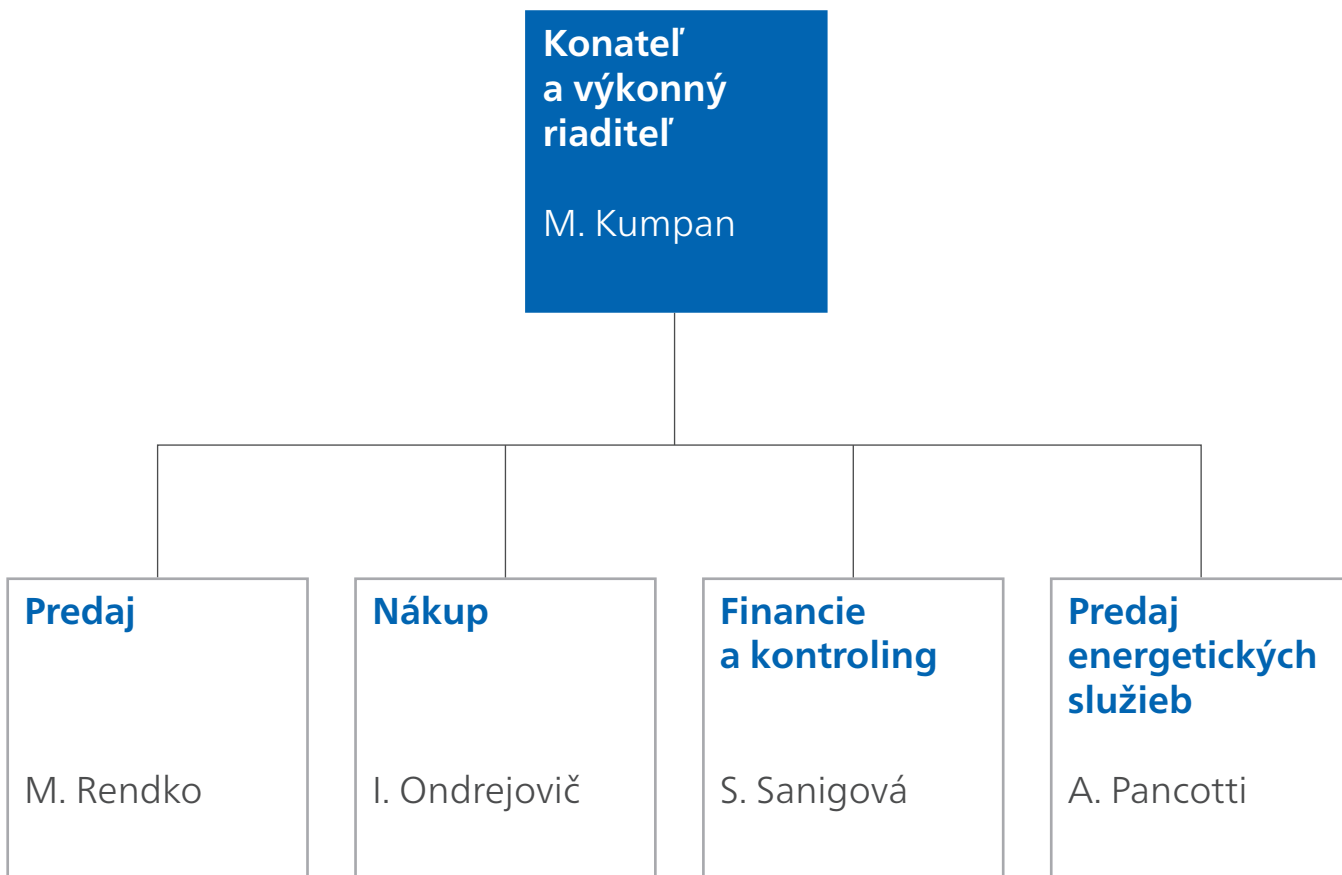 Konateľ
a výkonný
riaditeľ
M. Kumpan
Predaj
M. Rendko
Nákup
I. Ondrejovič
Financie
a kontroling
S. Sanigová
Predaj
energetických
služieb
A. Pancotti